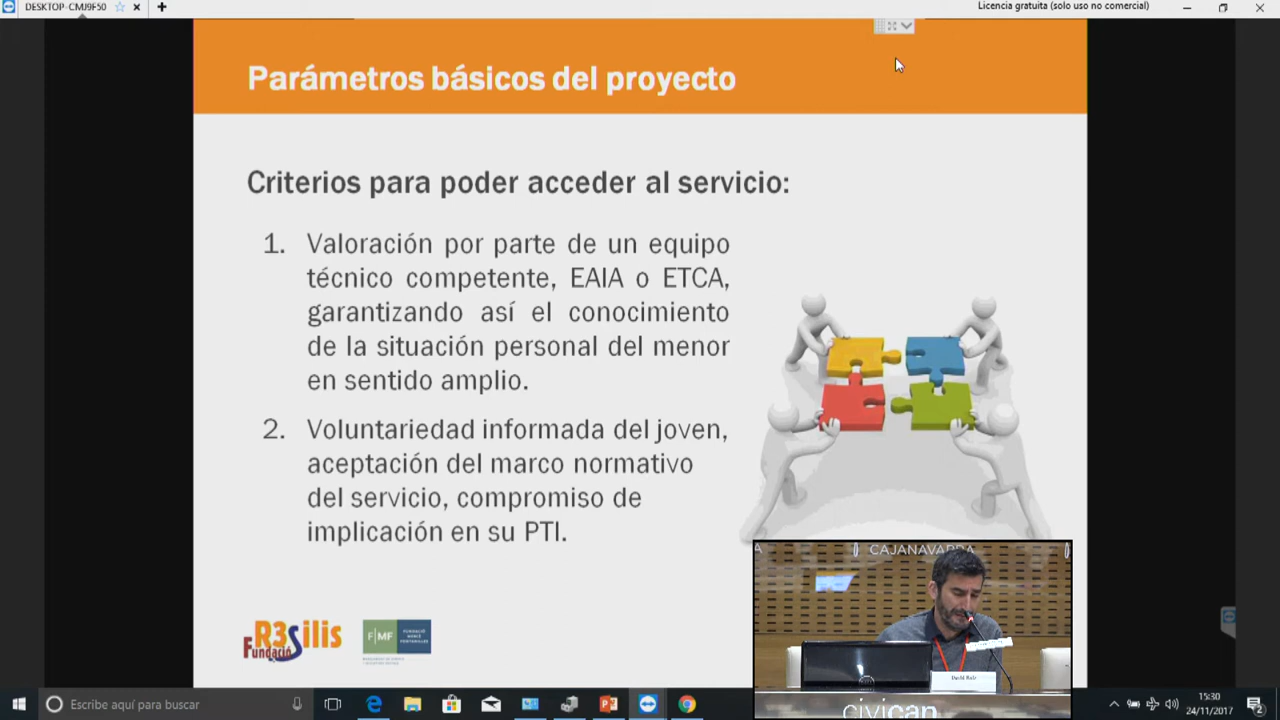 DESKTOP-CMJ9F50
Licencia gratuita (solo uso no comercial)
Parámetros básicos del proyecto
Criterios para poder acceder al servicio:
1. Valoración por parte de un equipo
técnico competente, EAIA o ETCA,
garantizando así el conocimiento
de la situación personal del menor
en sentido amplio.
2. Voluntariedad informada del joven,
aceptación del marco normativo
del servicio, compromiso de
implicación en su PTI.
Fundació R3Silis
FMF
CAJANAVARRA
civican
Escribe aquí para buscar
15:30
24/11/2017
2